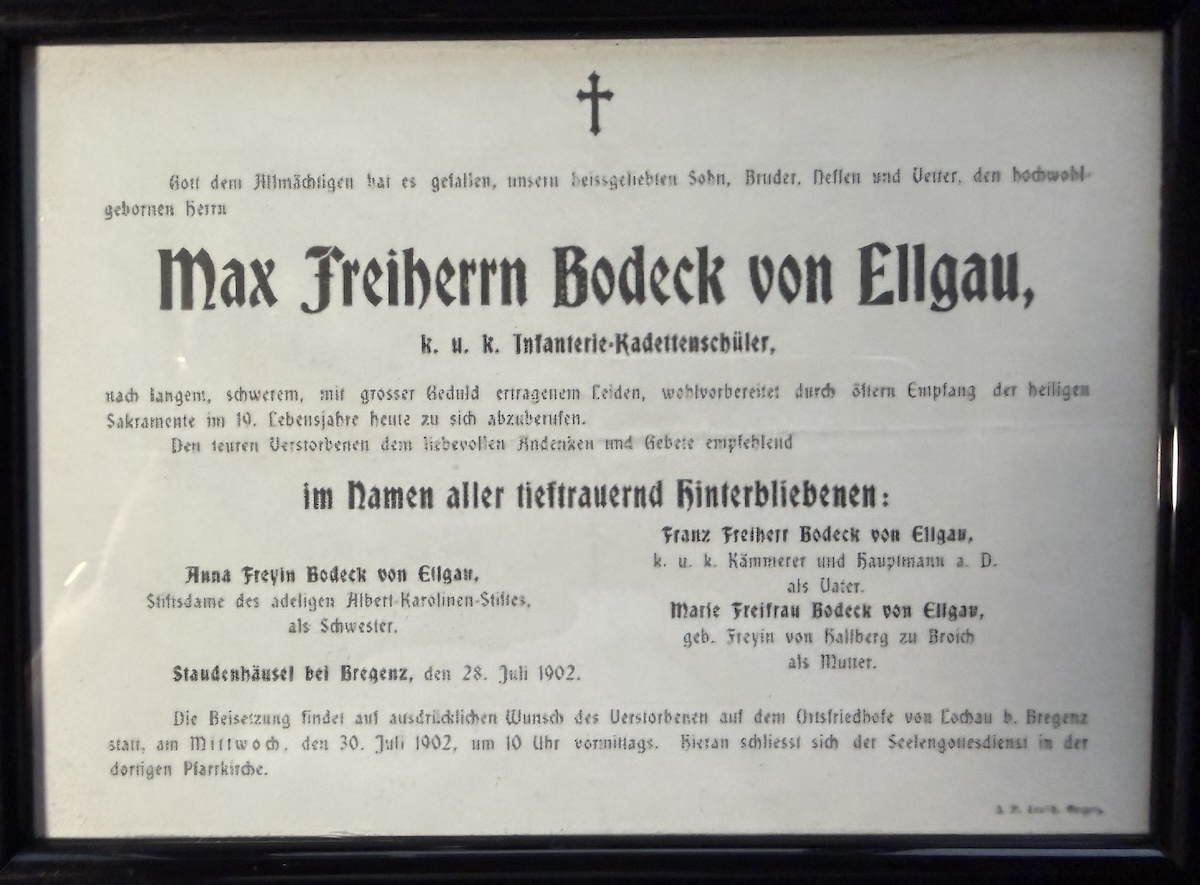 Gott dem Allmächtigen hat es gefallen, unsern heissgeliebten Sohn, Bruder, Neffen und Vetter, den hochwohl-
gebornen Herrn
Max Freiherrn Bodeck von Ellgau,
k. u. k. Infanterie-Kadettenschüler,
nach langem, schwerem, mit grosser Geduld ertragenem Leiden, wohlvorbereitet durch öftern Empfang der heiligen
Sakramente im 19. Lebensjahre heute zu sich abzuberufen.
Den teuren Verstorbenen dem liebevollen Andenken und Gebete empfehlend
im Namen aller tieftrauernd Hinterbliebenen:
Anna Freyin Bodeck von Ellgau,
Stiftsdame des adeligen Albert-Karolinen-Stiftes,
als Schwester.
Franz Freiherr Bodeck von Ellgau,
k. u. k. Kämmerer und Hauptmann a. D.
als Vater.
Marie Freifrau Bodeck von Ellgau,
geb. Freyin von Hallberg zu Broich
als Mutter.
Staudenhäusel bei Bregenz, den 28. Juli 1902.
Die Beisetzung findet auf ausdrücklichen Wunsch des Verstorbenen auf dem Ortsfriedhofe von Lochau b. Bregenz
statt, am Mittwoch, den 30. Juli 1902, um 10 Uhr vormittags. Hieran schliesst sich der Seelengottesdienst in der
dortigen Pfarrkirche.